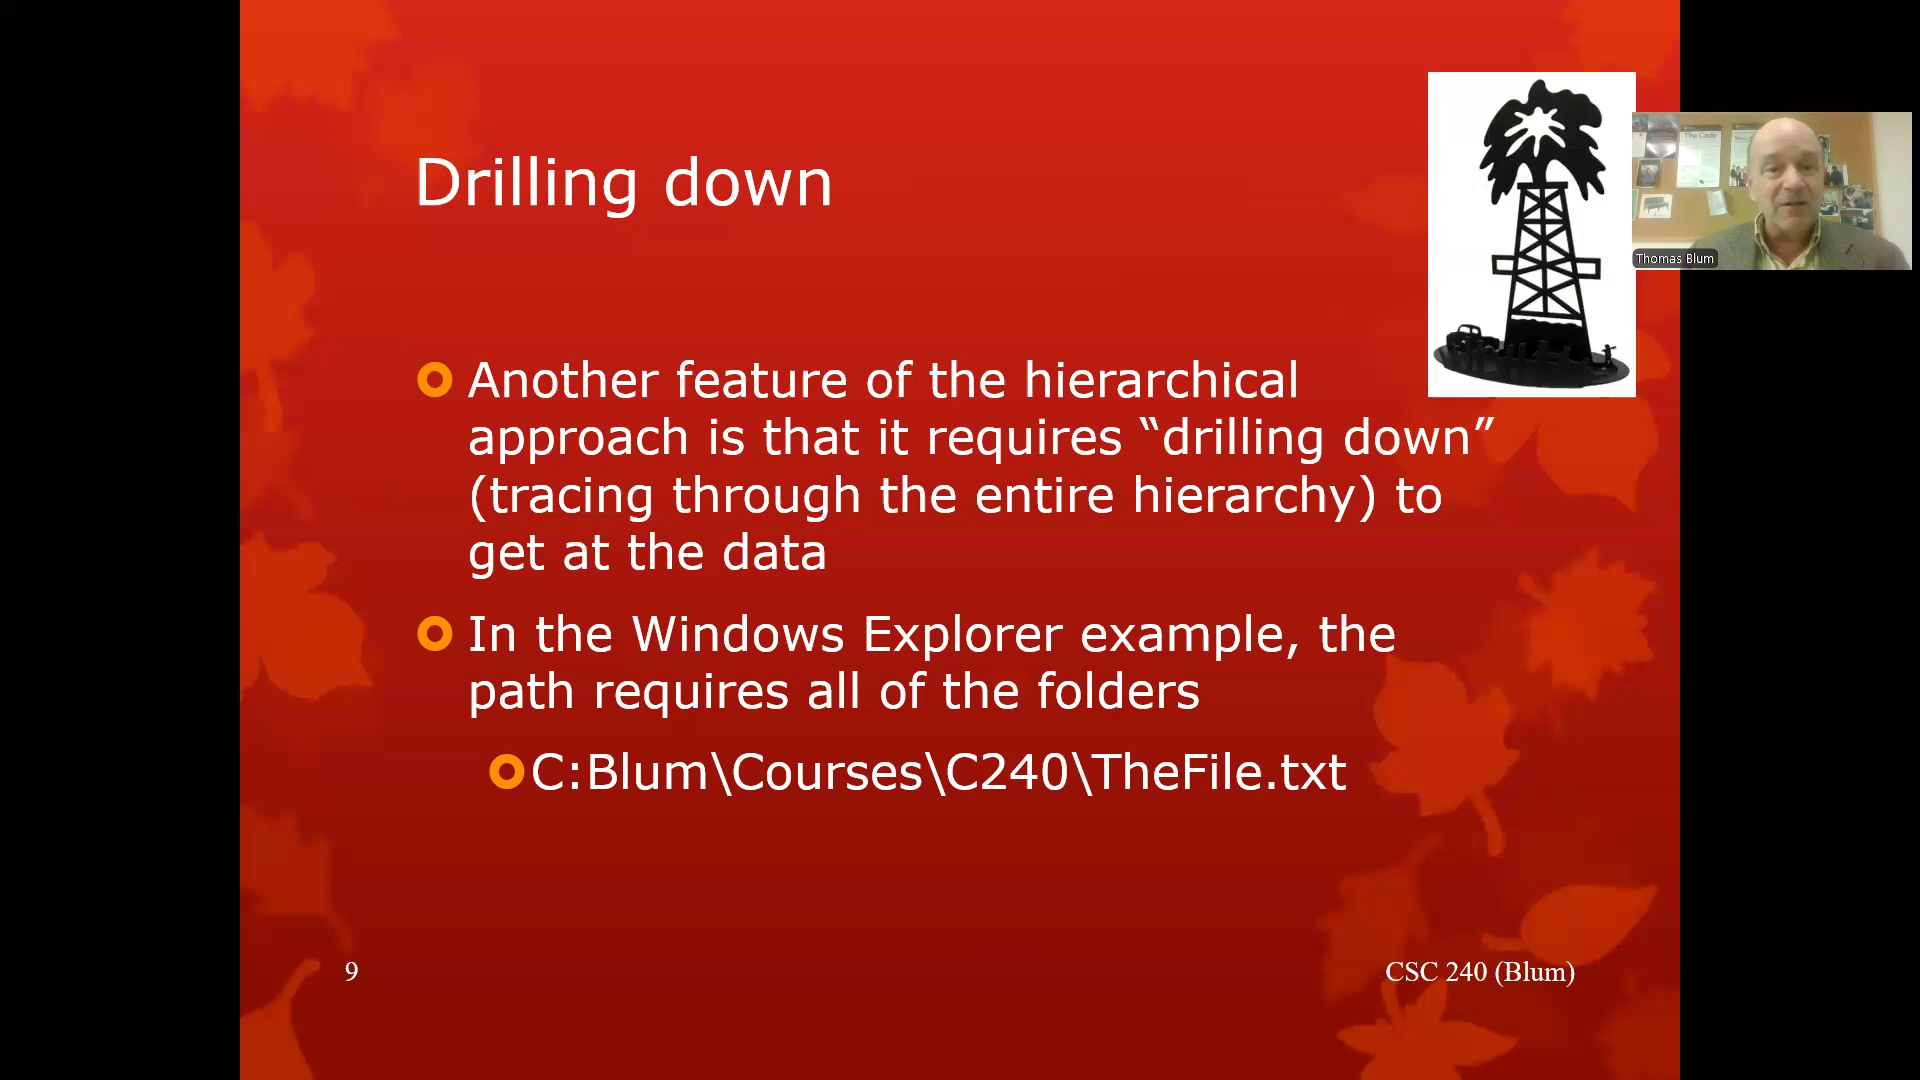 Drilling down
The Code
Thomas Blum
Another feature of the hierarchical
approach is that it requires “drilling down”
(tracing through the entire hierarchy) to
get at the data
In the Windows Explorer example, the
path requires all of the folders
C:Blum\Courses\C240\TheFile.txt
9
CSC 240 (Blum)